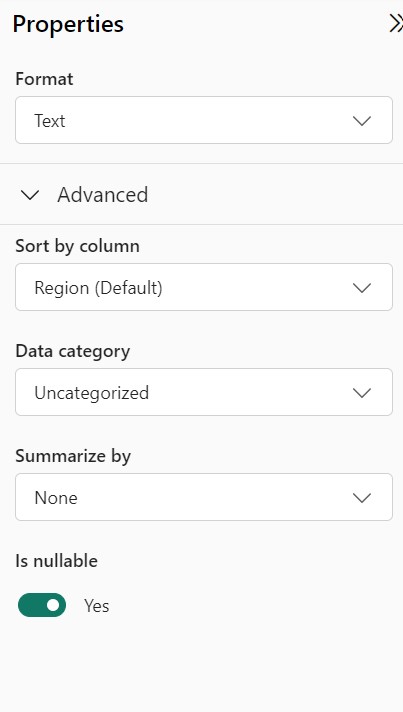 Properties
Format
Text
Advanced
Sort by column
Region (Default)
Data category
Uncategorized
Summarize by
None
Is nullable
Yes